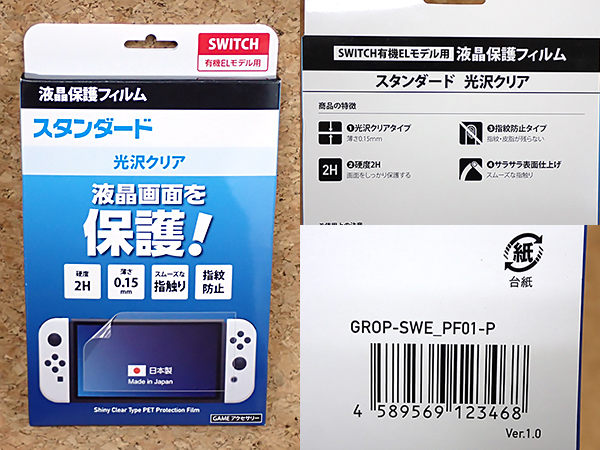 SWITCH
有機ELモデル用
液晶保護フィルム
スタンダード
光沢クリア
液晶画面を
保護!
硬度
2H
薄さ
0.15
mm
スムーズな
指触り
指紋
防止
日本製
Made in Japan
Shiny Clear Type PET Protection Film
GAME アクセサリー
SWITCH有機ELモデル用 液晶保護フィルム
スタンダード 光沢クリア
商品の特徴
❶光沢クリアタイプ
薄さ0.15mm
❸指紋防止タイプ
指紋・皮脂が残らない
2H
❷硬度2H
画面をしっかり保護する
❹サラサラ表面仕上げ
スムーズな指触り
紙
台紙
GROP-SWE_PF01-P
4 589569 123468
Ver.1.0